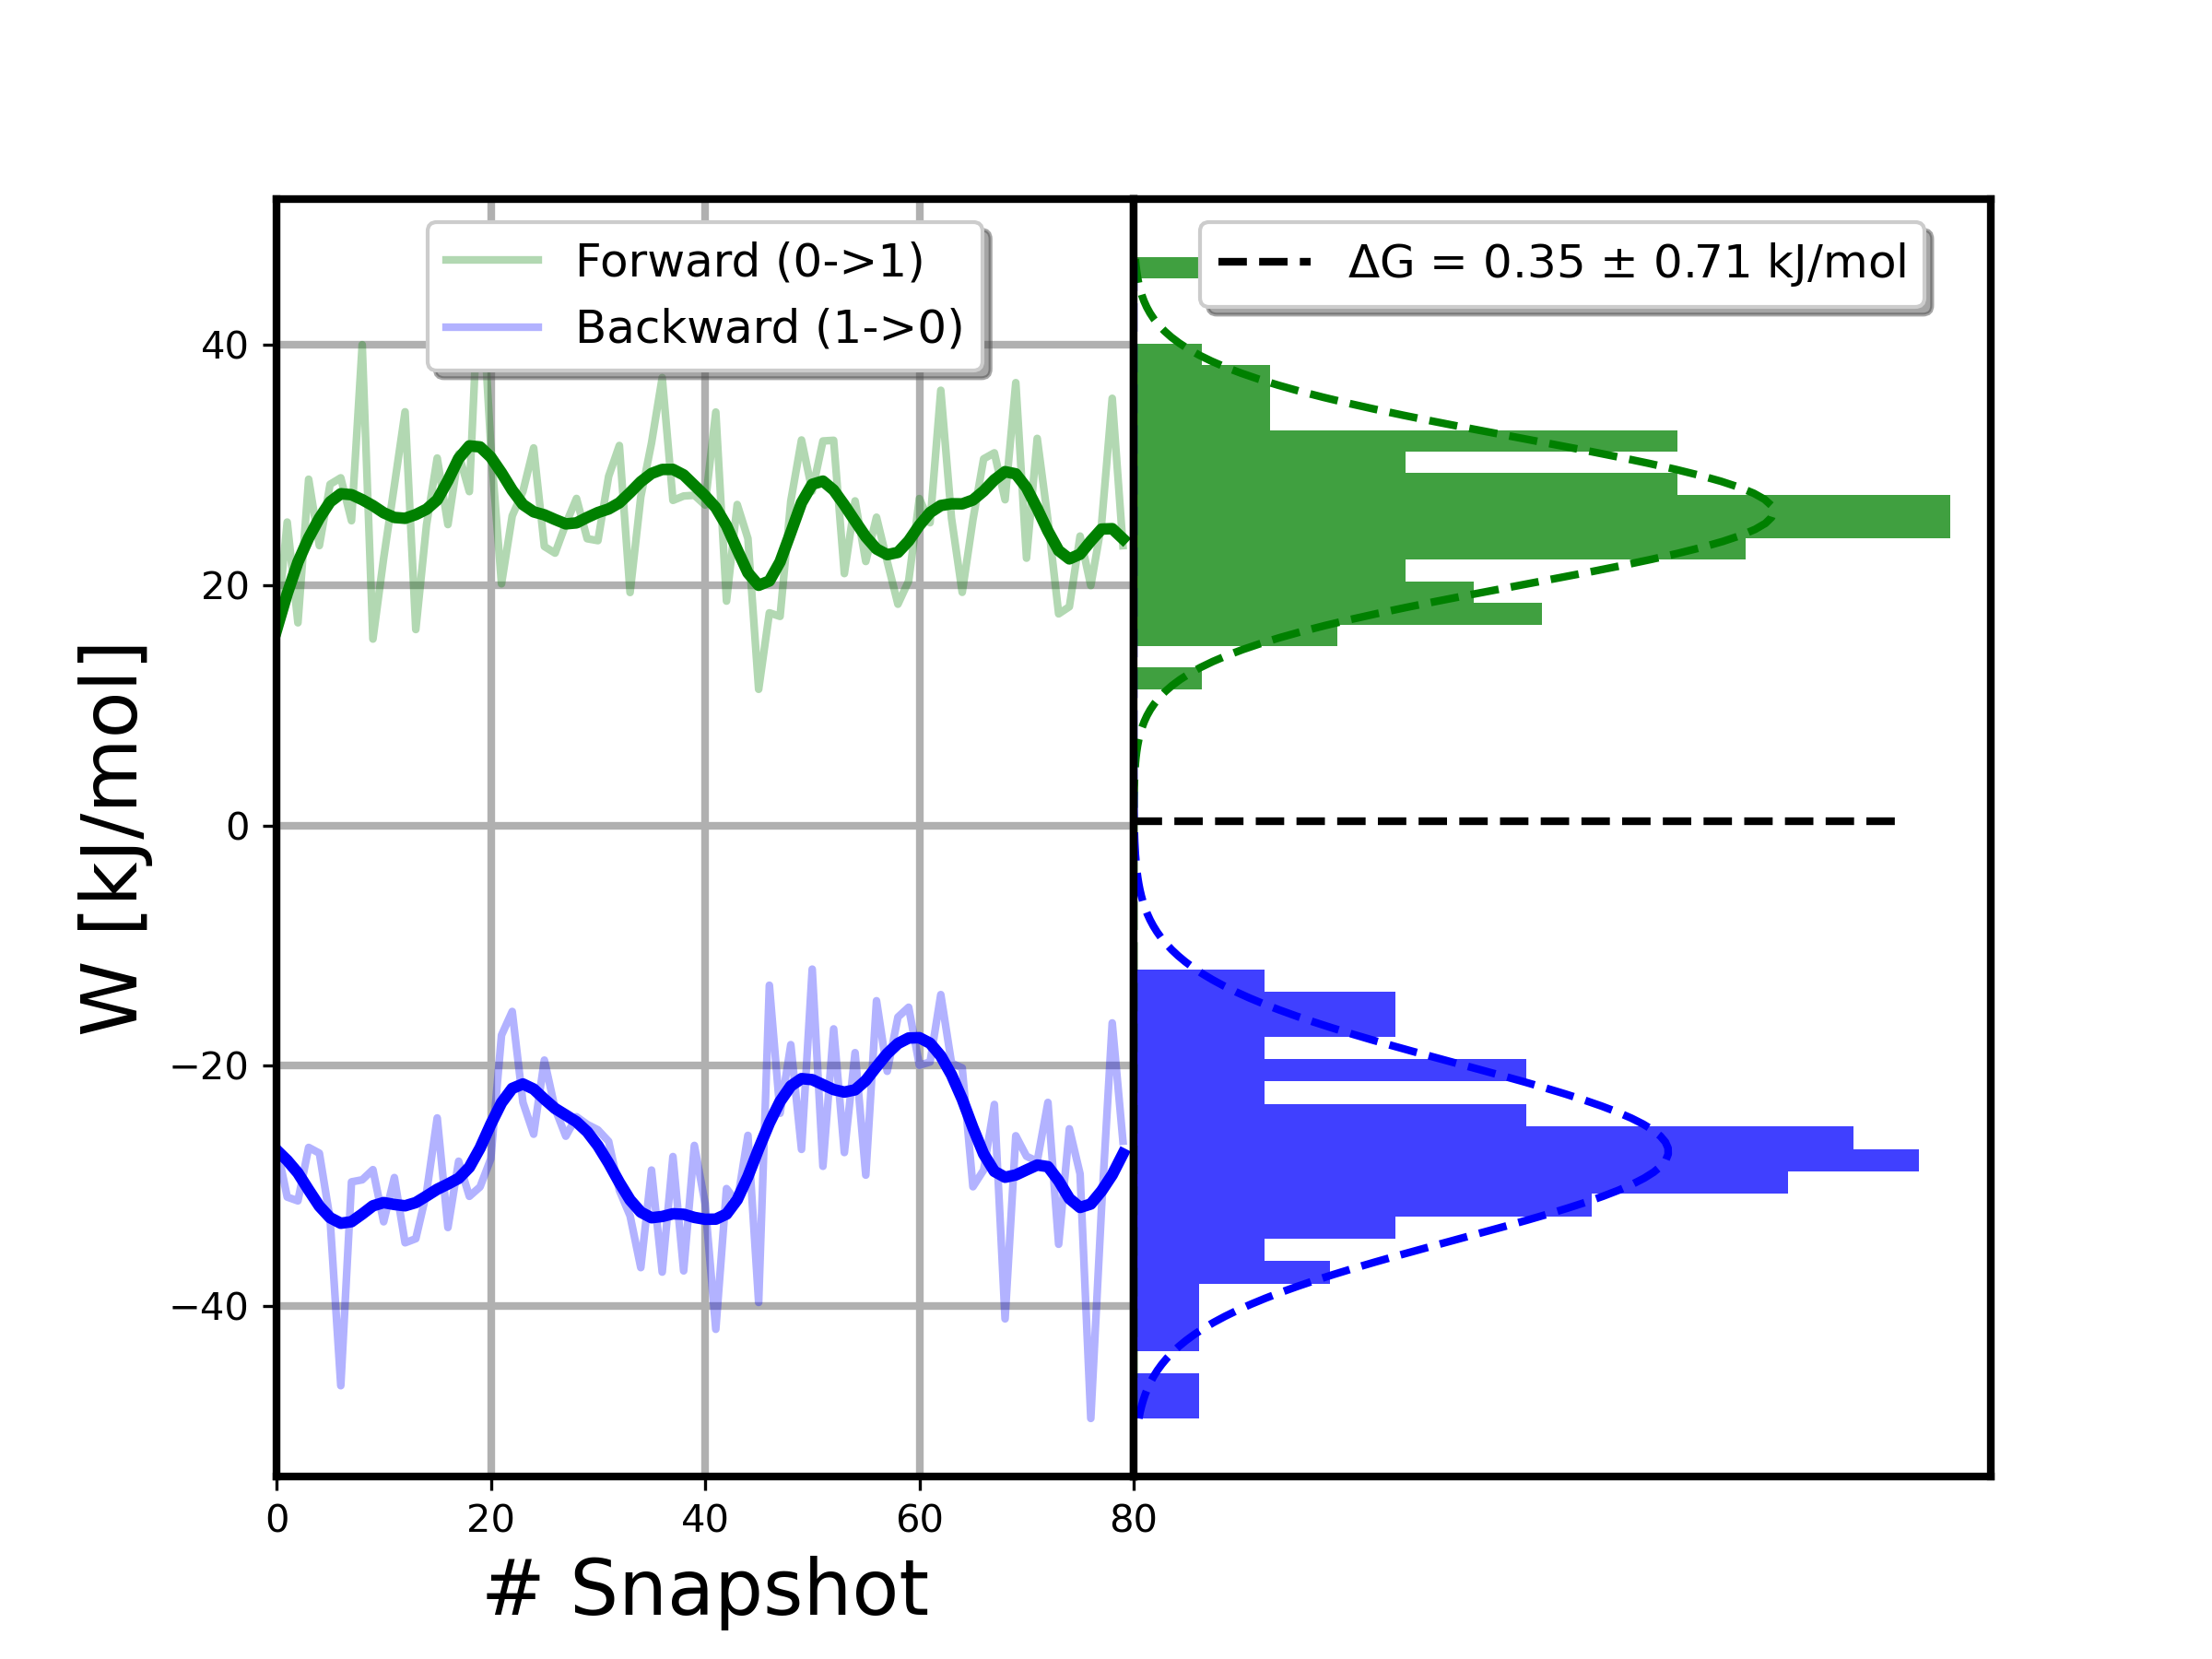 Forward (0->1)
Backward (1->0)
ΔG = 0.35 ± 0.71 kJ/mol
W [kJ/mol]
40
20
0
−20
−40
0 20 40 60 80
# Snapshot